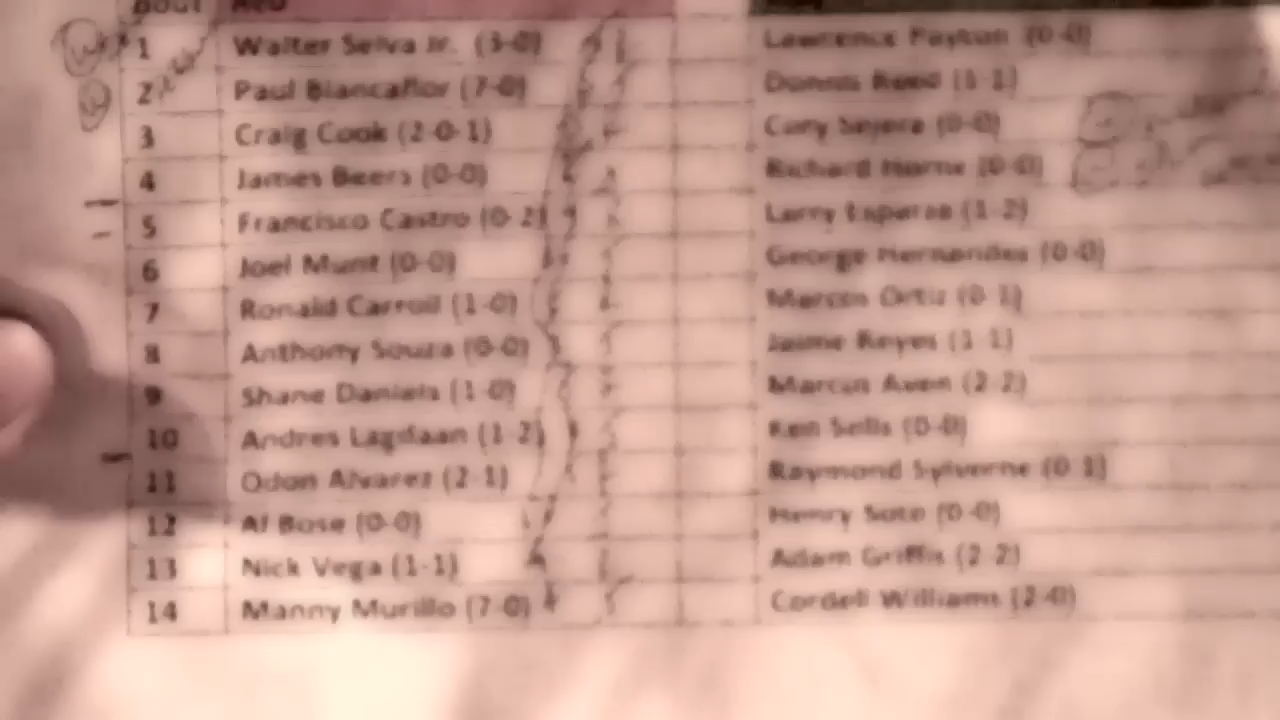 Bout Red
1 Walter Selva Jr. (3-0) Lawrence Payton (0-0)
2 Paul Biancaflor (7-0) Donnis Reed (1-1)
3 Craig Cook (2-0-1) Cory (0-0)
4 James Beers (0-0) Richard Horne (0-0)
5 Francisco Castro (0-2) Larry Esparza (1-2)
6 Joel Munt (0-0) George Hernandes (0-0)
7 Ronald Carroll (1-0) Marcos Ortiz (0-1)
8 Anthony Souza (0-0) Jaime Reyes (1-1)
9 Shane Daniels (1-0) Marcus Aven (2-2)
10 Andres Lagdaan (1-2) Ken Sells (0-0)
11 Odon Alvarez (2-1) Raymond Sylverne (0-1)
12 Al Bose (0-0) Henry Soto (0-0)
13 Nick Vega (1-1) Adam Griffis (2-2)
14 Manny Murillo (7-0) Cordell Williams (2-0)